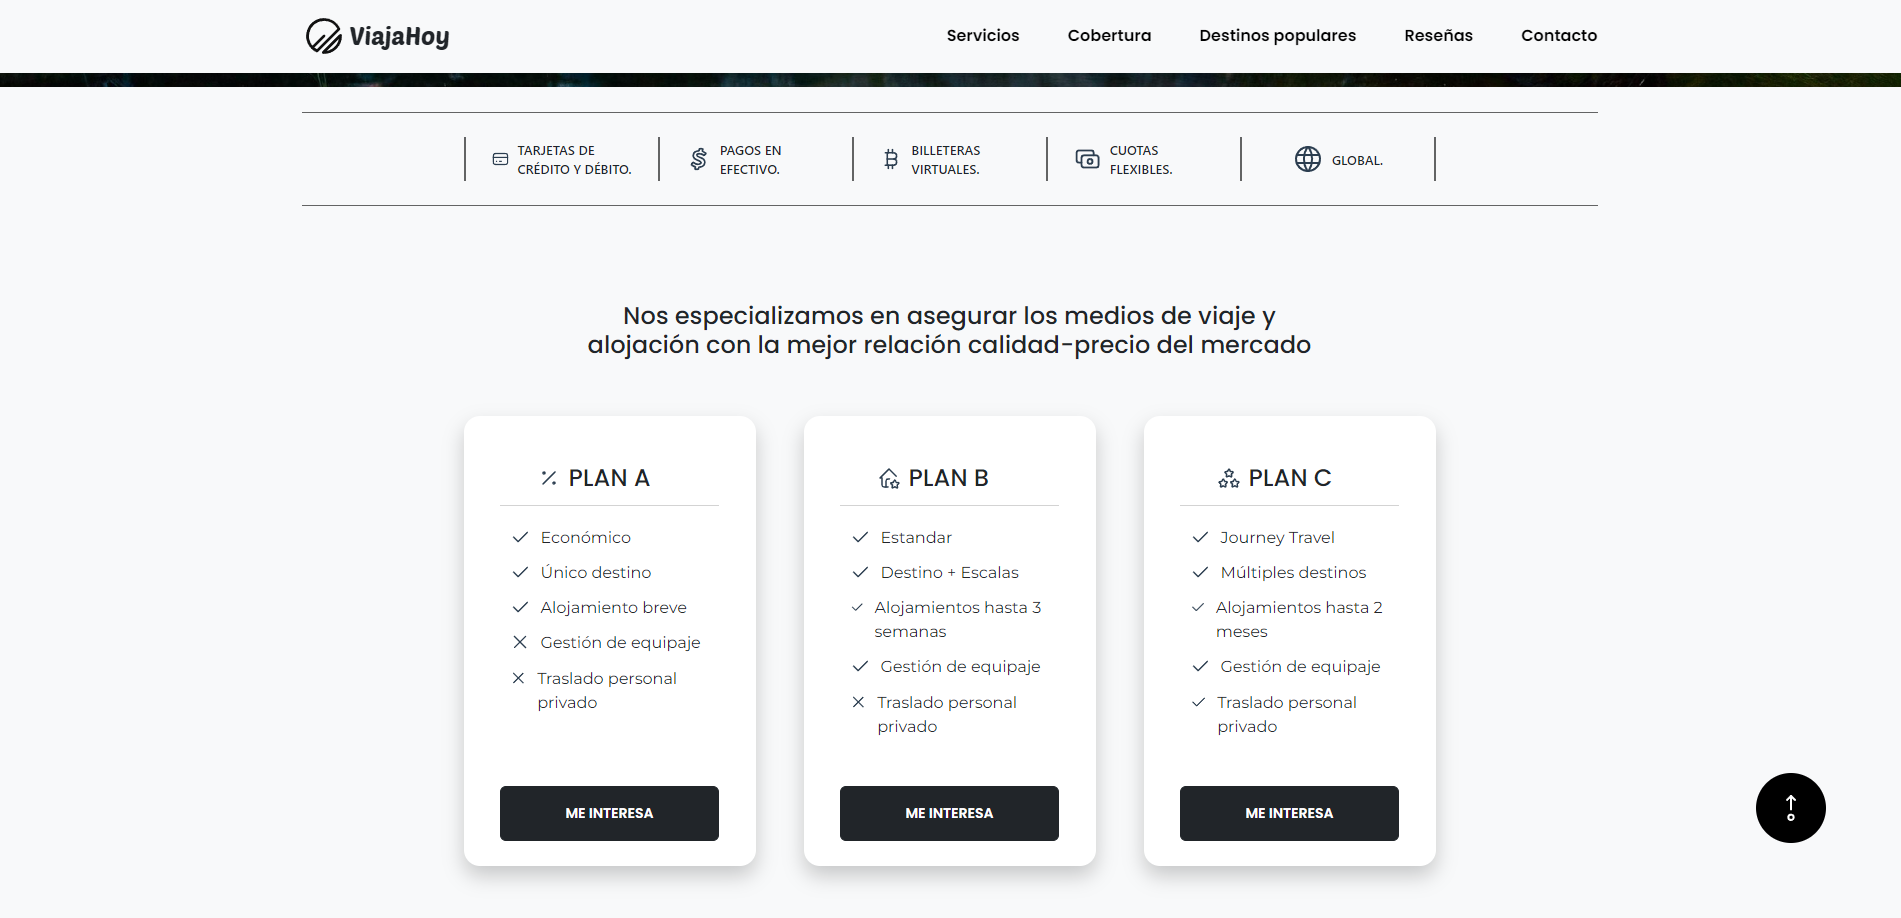 ViajaHoy
Servicios
Cobertura
Destinos populares
Reseñas
Contacto
TARJETAS DE
CRÉDITO Y DÉBITO.
PAGOS EN
EFECTIVO.
BILLETERAS
VIRTUALES.
CUOTAS
FLEXIBLES.
GLOBAL.
Nos especializamos en asegurar los medios de viaje y
alojación con la mejor relación calidad-precio del mercado
PLAN A
Económico
Único destino
Alojamiento breve
Gestión de equipaje
Traslado personal
privado
ME INTERESA
PLAN B
Estandar
Destino + Escalas
Alojamientos hasta 3
semanas
Gestión de equipaje
Traslado personal
privado
ME INTERESA
PLAN C
Journey Travel
Múltiples destinos
Alojamientos hasta 2
meses
Gestión de equipaje
Traslado personal
privado
ME INTERESA